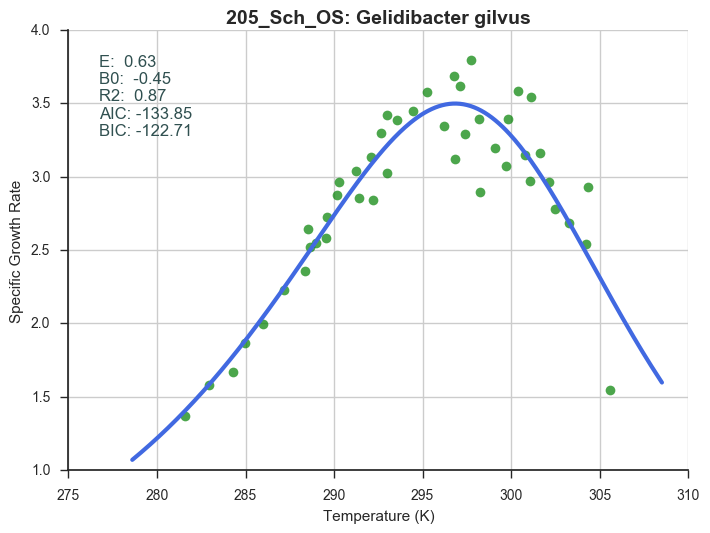 205_Sch_OS: Gelidibacter gilvus
E: 0.63
B0: -0.45
R2: 0.87
AIC: -133.85
BIC: -122.71
4.0
3.5
3.0
2.5
2.0
1.5
1.0
Specific Growth Rate
275 280 285 290 295 300 305 310
Temperature (K)